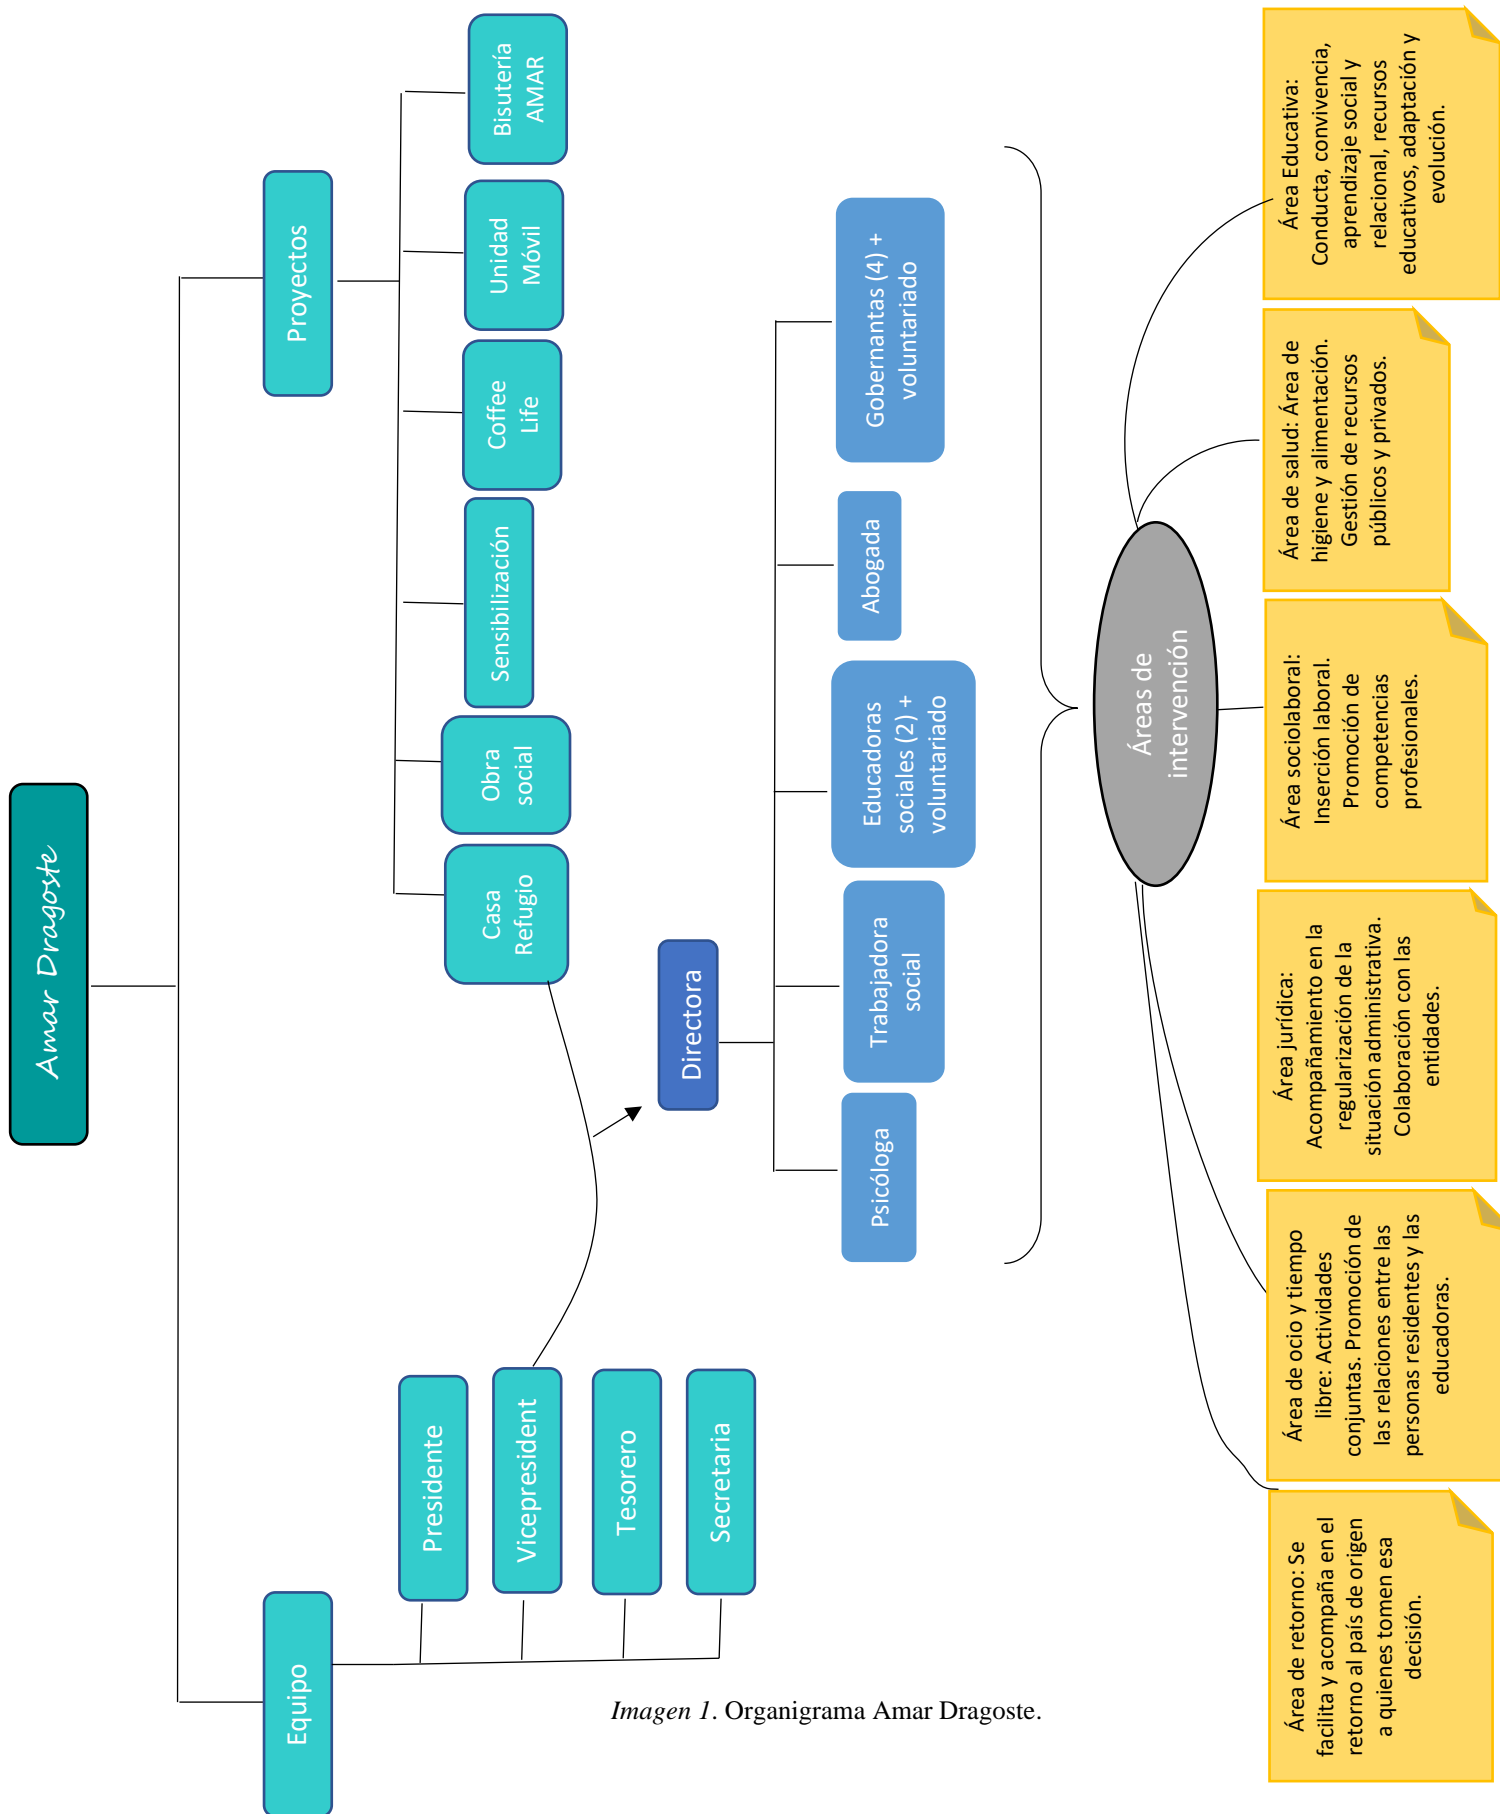 Amar Dragoste
Equipo
Proyectos
Presidente
Vicepresident
Tesorero
Secretaria
Casa
Refugio
Obra
social
Sensibilización
Coffee
Life
Unidad
Móvil
Bisutería
AMAR
Directora
Psicóloga
Trabajadora
social
Educadoras
sociales (2) +
voluntariado
Abogada
Gobernantas (4) +
voluntariado
Áreas de
intervención
Área de retorno: Se
facilita y acompaña en el
retorno al país de origen
a quienes tomen esa
decisión.
Área de ocio y tiempo
libre: Actividades
conjuntas. Promoción de
las relaciones entre las
personas residentes y las
educadoras.
Área jurídica:
Acompañamiento en la
regularización de la
situación administrativa.
Colaboración con las
entidades.
Área sociolaboral:
Inserción laboral.
Promoción de
competencias
profesionales.
Área de salud: Área de
higiene y alimentación.
Gestión de recursos
públicos y privados.
Área Educativa:
Conducta, convivencia,
aprendizaje social y
relacional, recursos
educativos, adaptación y
evolución.
Imagen 1. Organigrama Amar Dragoste.